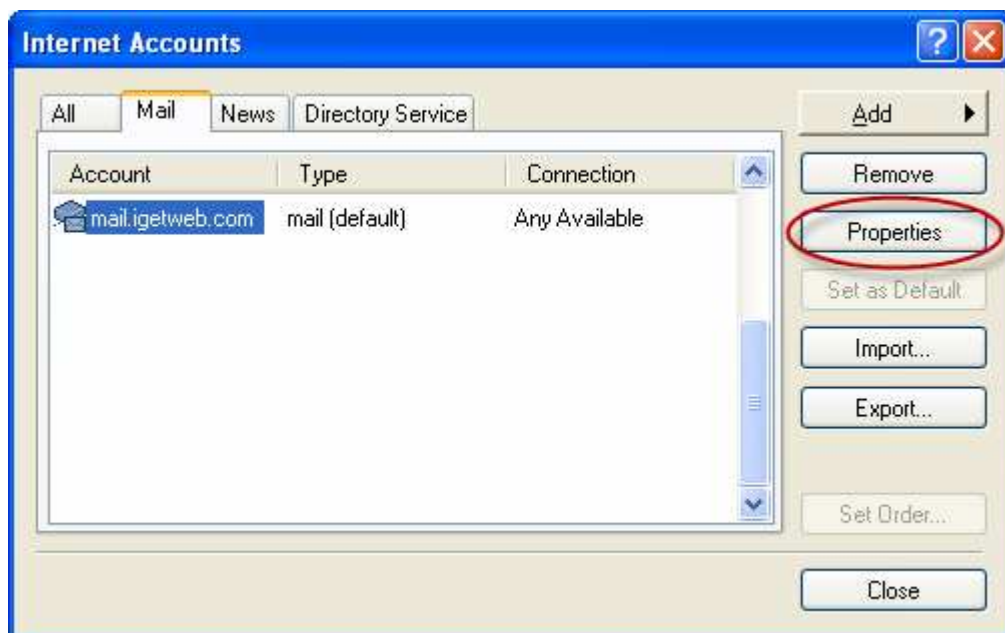 Internet Accounts
All Mail News Directory Service
Add
Account Type Connection
Remove
mail.igetweb.com mail (default) Any Available
Properties
Set as Default
Import...
Export...
Set Order...
Close